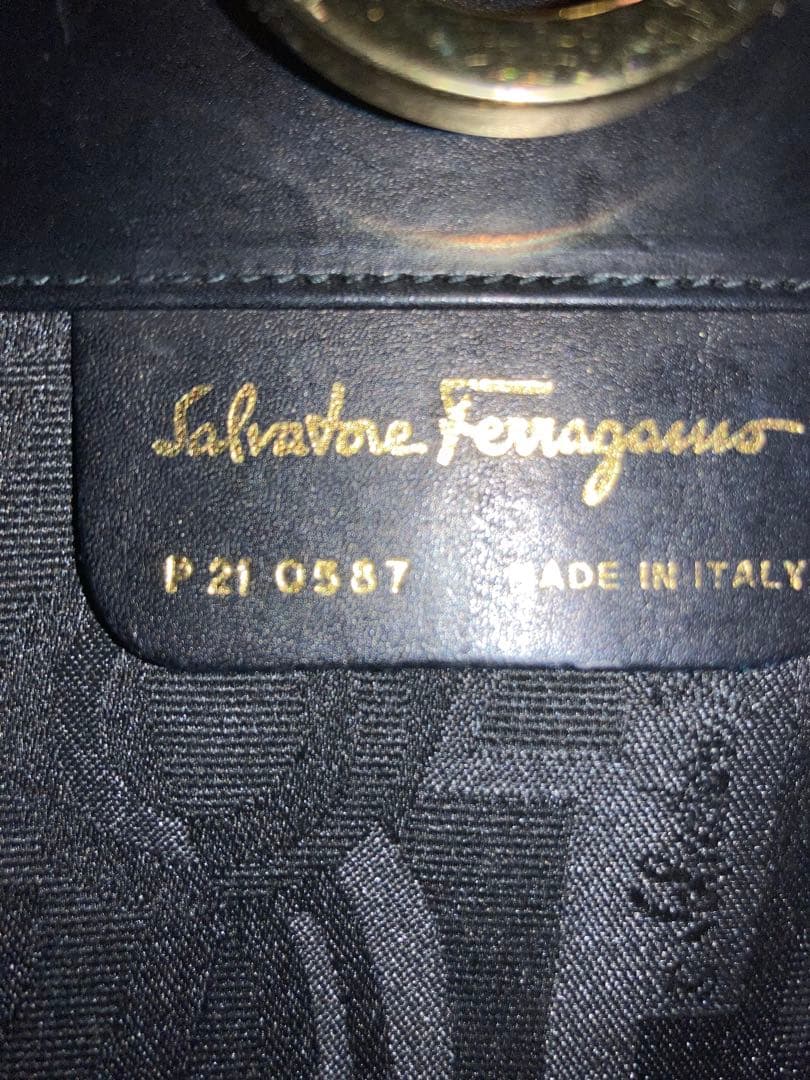 Salvatore Ferragamo
P 21 0587 MADE IN ITALY